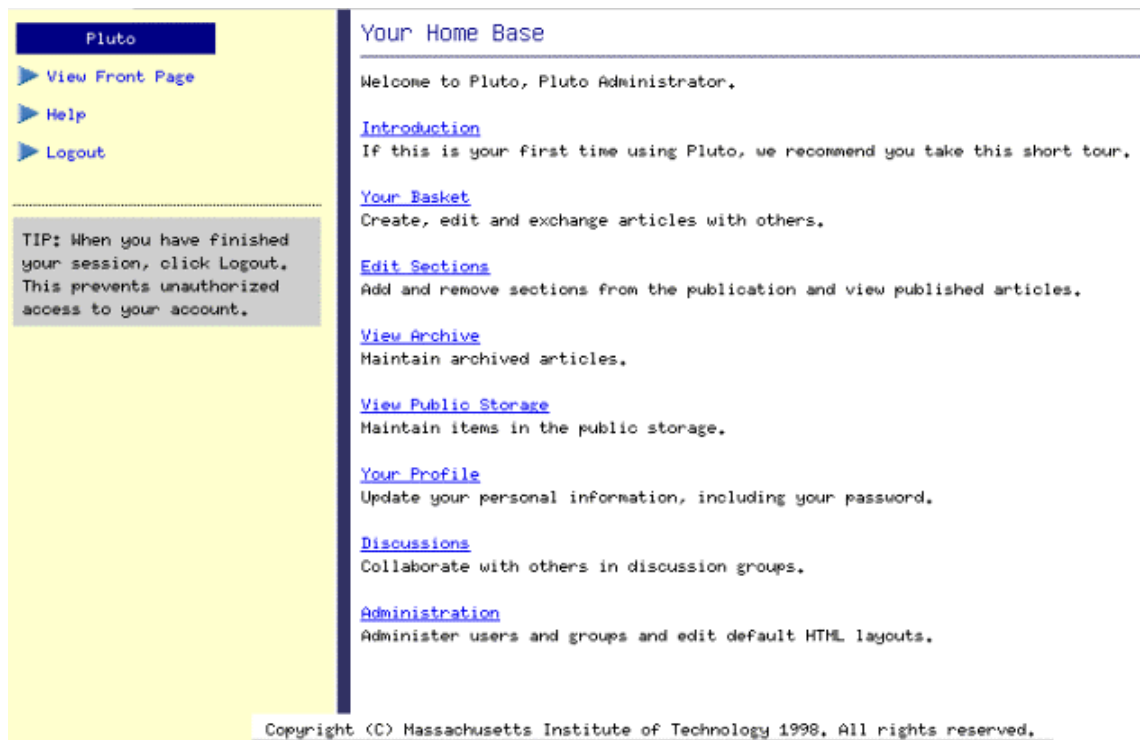 Pluto
View Front Page
Help
Logout
TIP: When you have finished
your session, click Logout.
This prevents unauthorized
access to your account.
Your Home Base
Welcome to Pluto, Pluto Administrator.
Introduction
If this is your first time using Pluto, we recommend you take this short tour.
Your Basket
Create, edit and exchange articles with others.
Edit Sections
Add and remove sections from the publication and view published articles.
View Archive
Maintain archived articles.
View Public Storage
Maintain items in the public storage.
Your Profile
Update your personal information, including your password.
Discussions
Collaborate with others in discussion groups.
Administration
Administer users and groups and edit default HTML layouts.
Copyright (C) Massachusetts Institute of Technology 1998. All rights reserved.